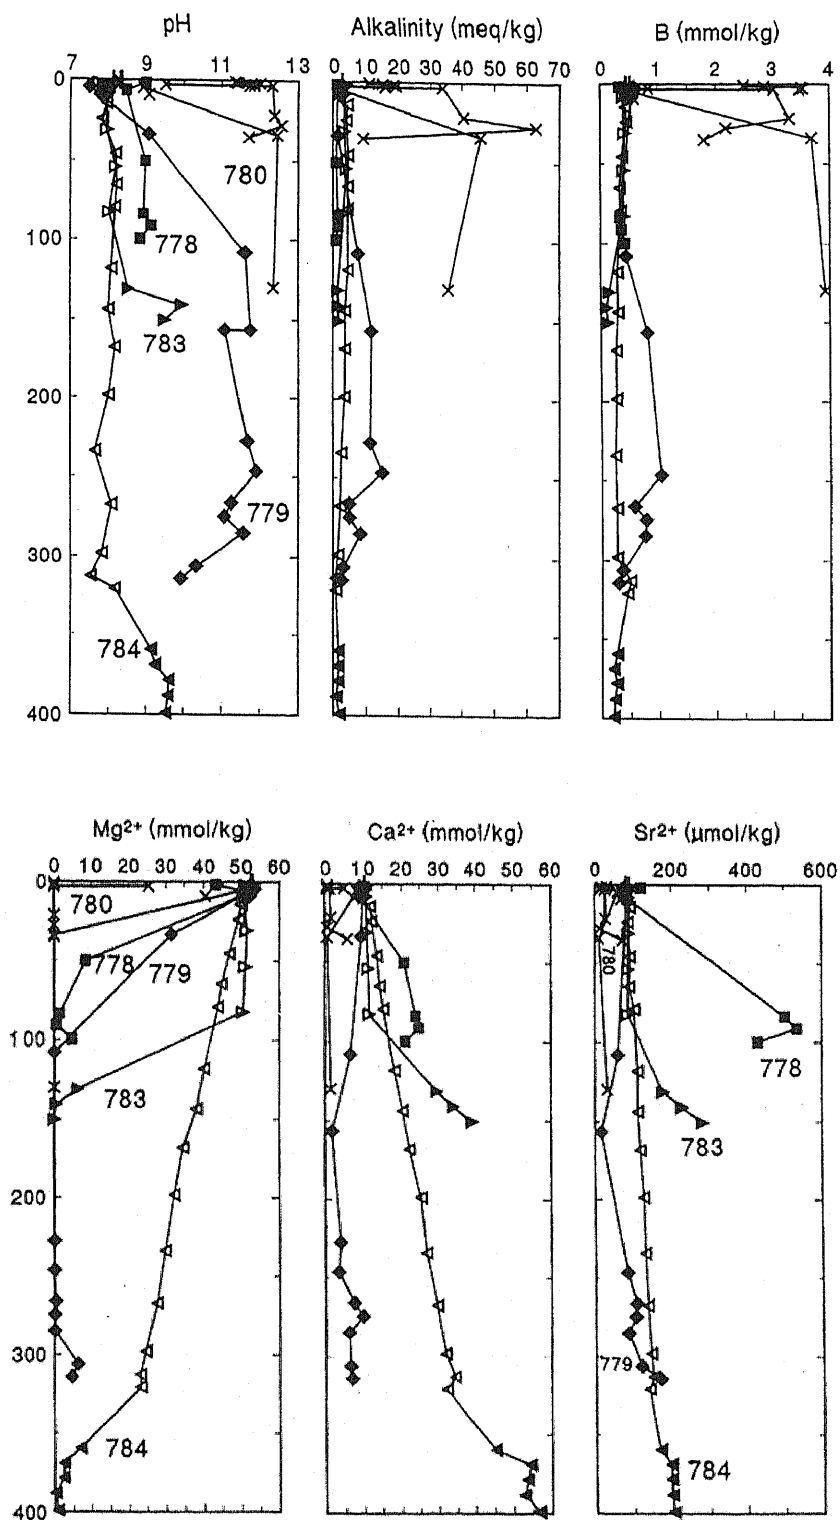 pH
Alkalinity (meq/kg)
B (mmol/kg)
7 9 11 13
0 10 20 30 40 50 60 70
0 1 2 3 4
0
780
778
100
783
200
779
300
784
400
Mg2+ (mmol/kg)
Ca2+ (mmol/kg)
Sr2+ (μmol/kg)
0 10 20 30 40 50 60
0 10 20 30 40 50 60
0 200 400 600
0
780
778 779
780
100
778
783
783
200
300
779
784
784
400